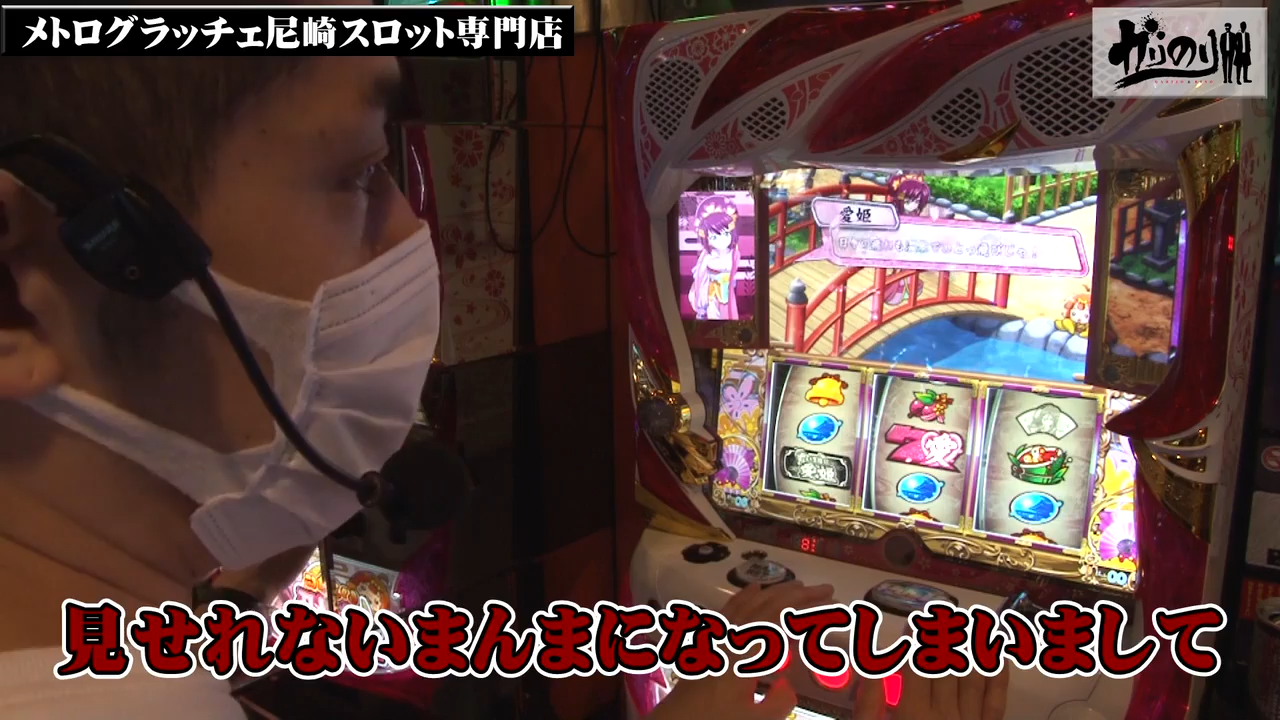 メトログラッチェ尼崎スロット専門店
ガリのり
愛姫
愛姫
見せれないまんまになってしまいまして